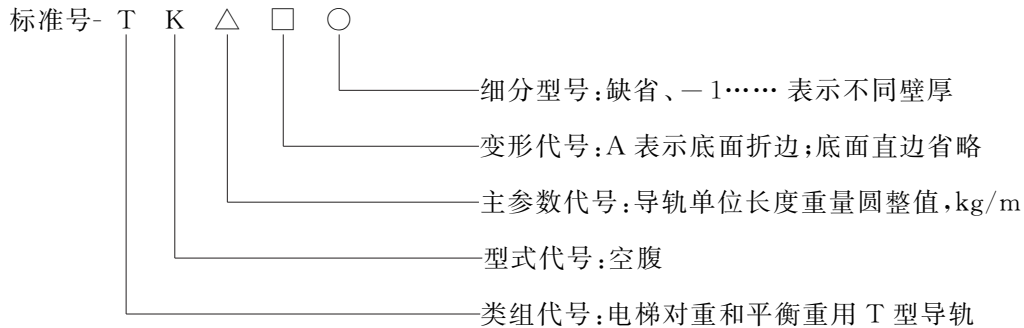 标准号- T K △ □ ○
细分型号:缺省、－1…… 表示不同壁厚
变形代号:A 表示底面折边;底面直边省略
主参数代号:导轨单位长度重量圆整值,kg/m
型式代号:空腹
类组代号:电梯对重和平衡重用 T 型导轨